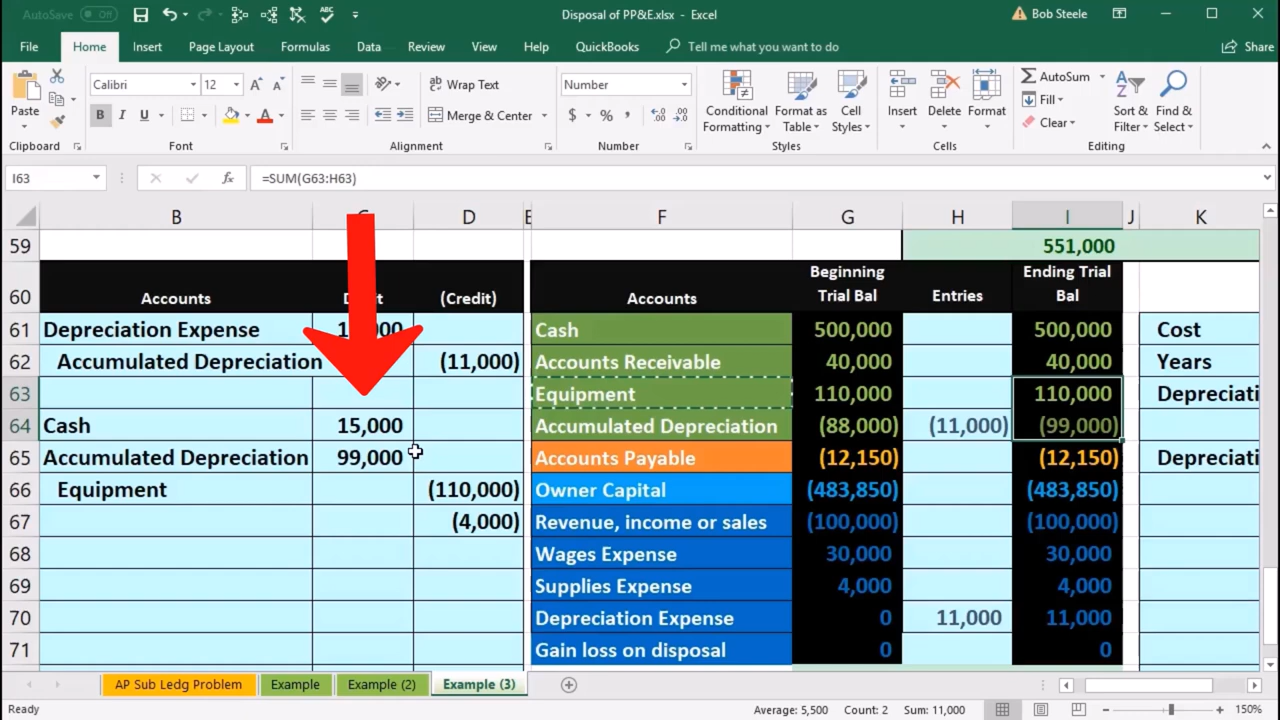 AutoSave Off Disposal of PP&E.xlsx - Excel Bob Steele
File Home Insert Page Layout Formulas Data Review View Help QuickBooks Tell me what you want to do Share
Paste Calibri 12 Wrap Text Number Conditional Formatting Format as Table Cell Styles Insert Delete Format AutoSum Sort & Filter Find & Select
B I U Merge & Center $ % Fill
Clear
Clipboard Font Alignment Number Styles Cells Editing
I63 fx =SUM(G63:H63)
B D E F G H I J K
59 551,000
60 Accounts (Credit) Accounts Beginning Trial Bal Entries Ending Trial Bal
61 Depreciation Expense Cash 500,000 500,000 Cost
62 Accumulated Depreciation (11,000) Accounts Receivable 40,000 40,000 Years
63 Equipment 110,000 110,000 Depreciati
64 Cash 15,000 Accumulated Depreciation (88,000) (11,000) (99,000)
65 Accumulated Depreciation 99,000 Accounts Payable (12,150) (12,150) Depreciati
66 Equipment (110,000) Owner Capital (483,850) (483,850)
67 (4,000) Revenue, income or sales (100,000) (100,000)
68 Wages Expense 30,000 30,000
69 Supplies Expense 4,000 4,000
70 Depreciation Expense 0 11,000 11,000
71 Gain loss on disposal 0 0
AP Sub Ledg Problem Example Example (2) Example (3)
Ready Average: 5,500 Count: 2 Sum: 11,000 150%